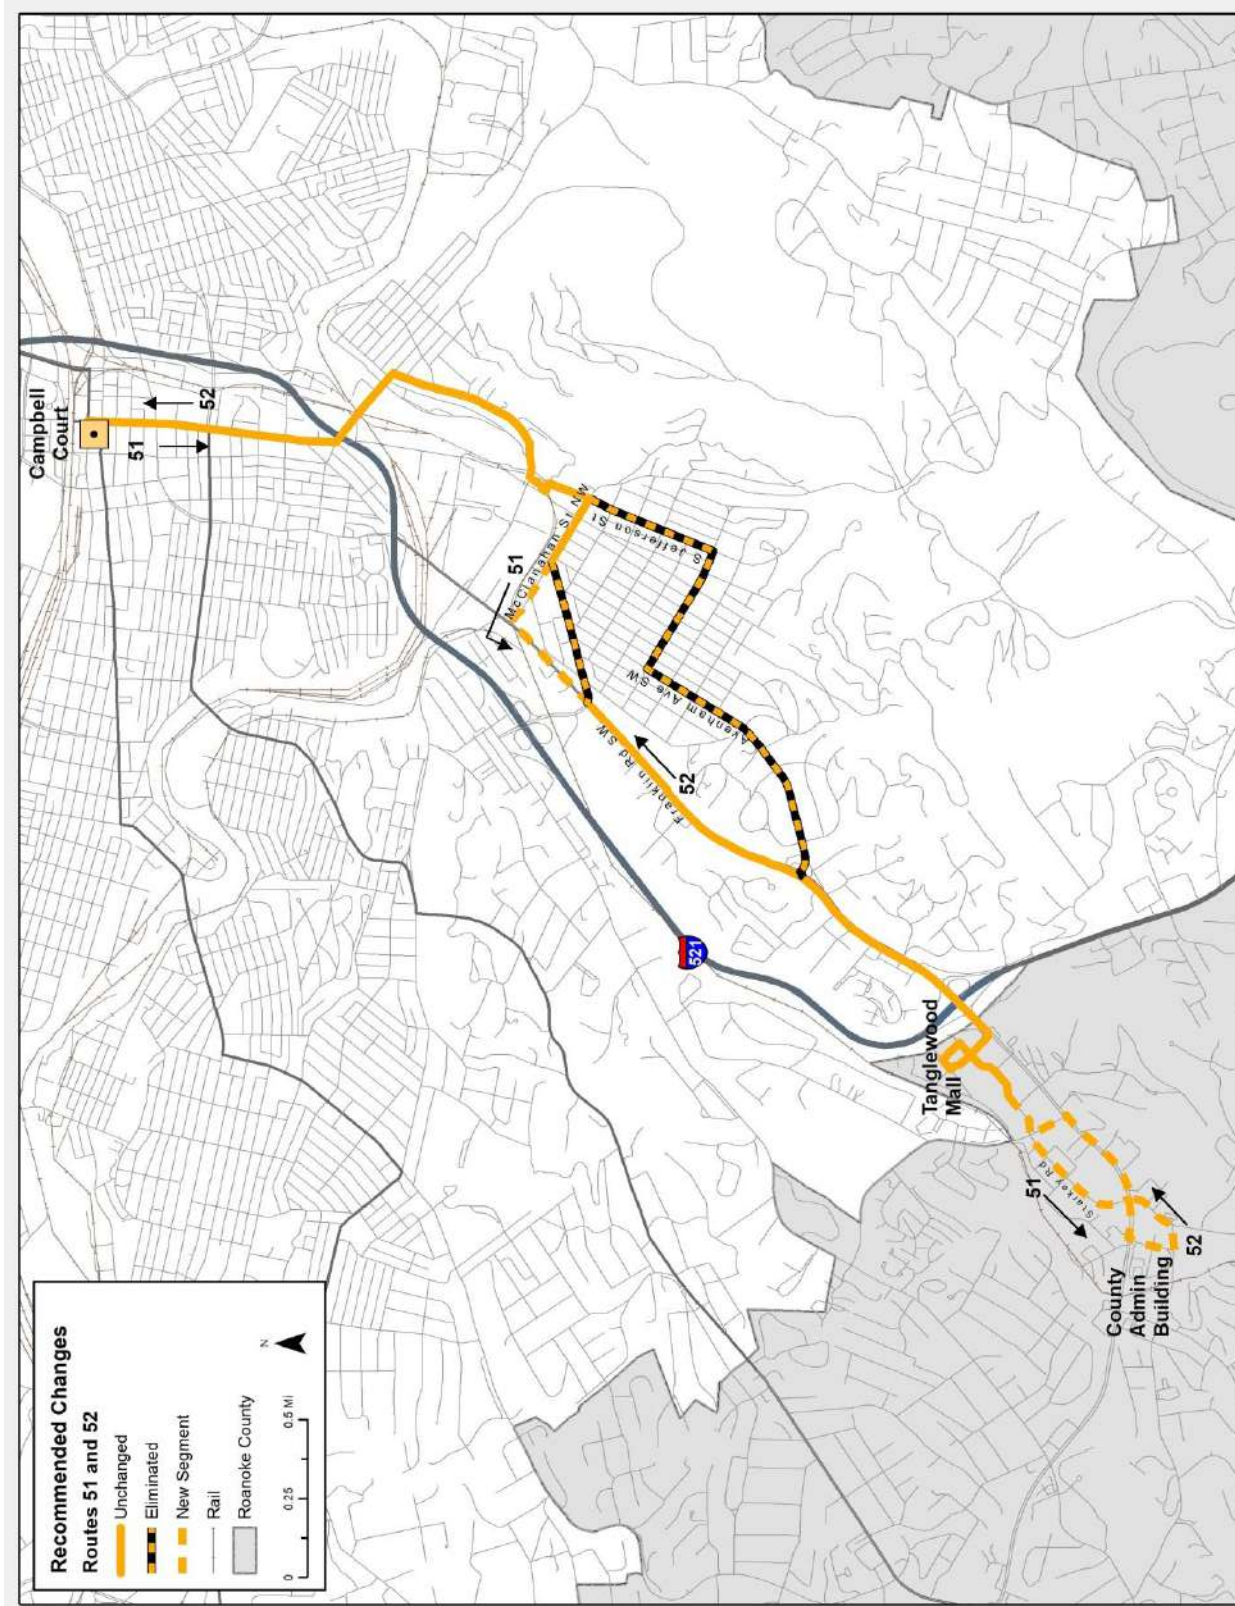 Campbell
Court
51
52
McClanahan St NW
S Jefferson St
51
Avenham Ave SW
Franklin Rd SW
52
521
Tanglewood
Mall
Starkey Rd
51
52
County
Admin
Building
Recommended Changes
Routes 51 and 52
Unchanged
Eliminated
New Segment
Rail
Roanoke County
N
0 0.25 0.5 Mi